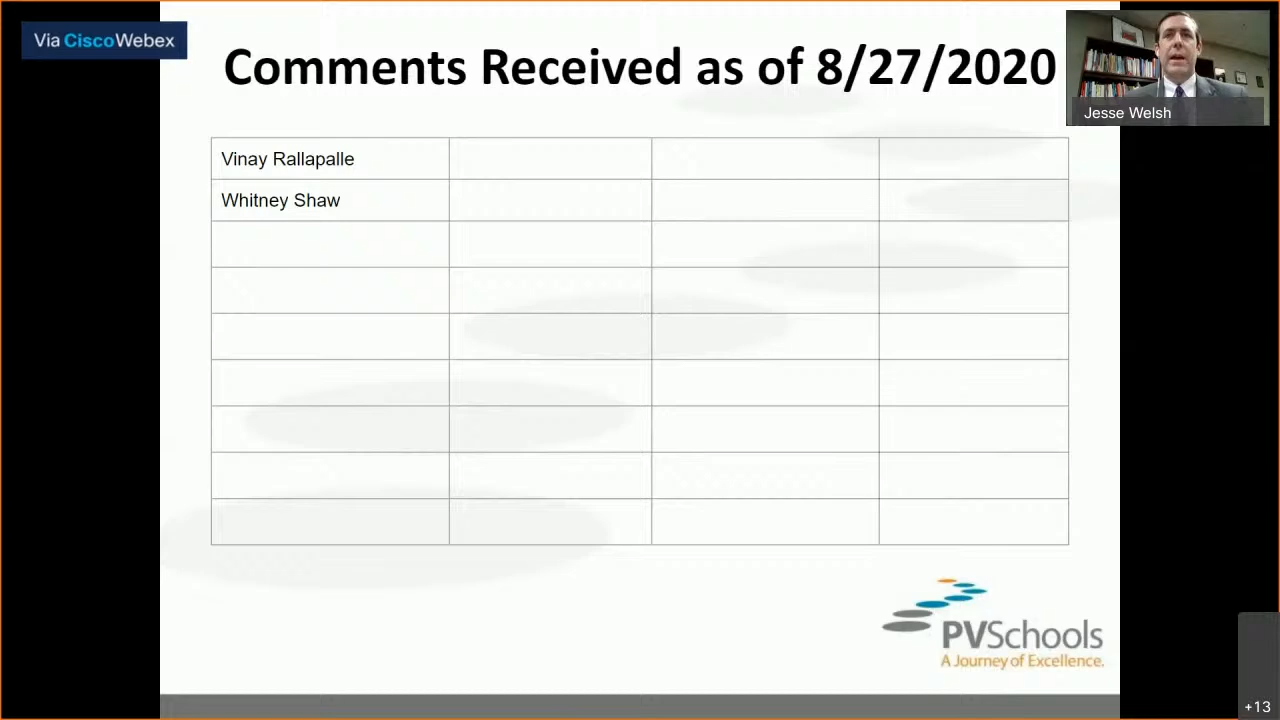 Via CiscoWebex
Comments Received as of 8/27/2020
Jesse Welsh
Vinay Rallapalle
Whitney Shaw
PVSchools
A Journey of Excellence.
+13